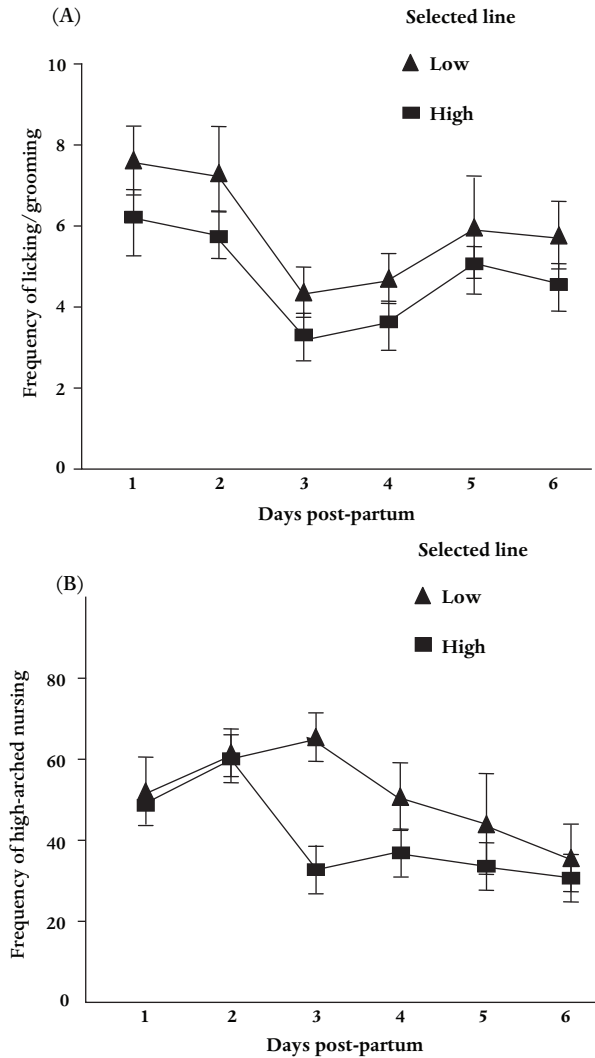 (A)
Selected line
Low
High
Frequency of licking/grooming
10
8
6
4
2
0
1 2 3 4 5 6
Days post-partum
(B)
Selected line
Low
High
Frequency of high-arched nursing
80
60
40
20
0
1 2 3 4 5 6
Days post-partum